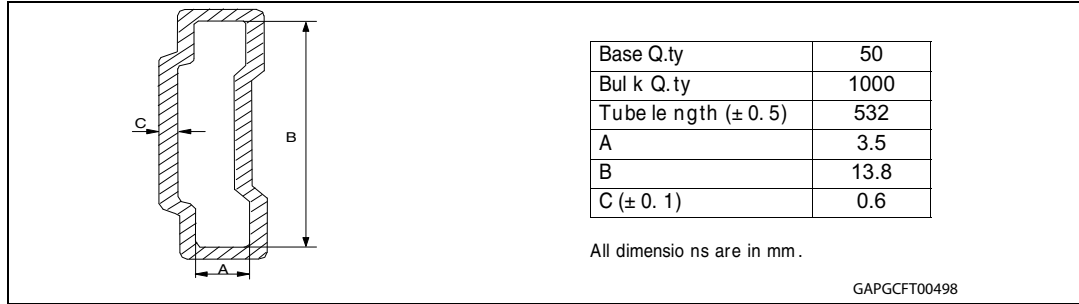 C
B
A
Base Q.ty 50
Bul k Q. ty 1000
Tube le ngth (± 0. 5) 532
A 3.5
B 13.8
C (± 0. 1) 0.6
All dimensio ns are in mm .
GAPGCFT00498